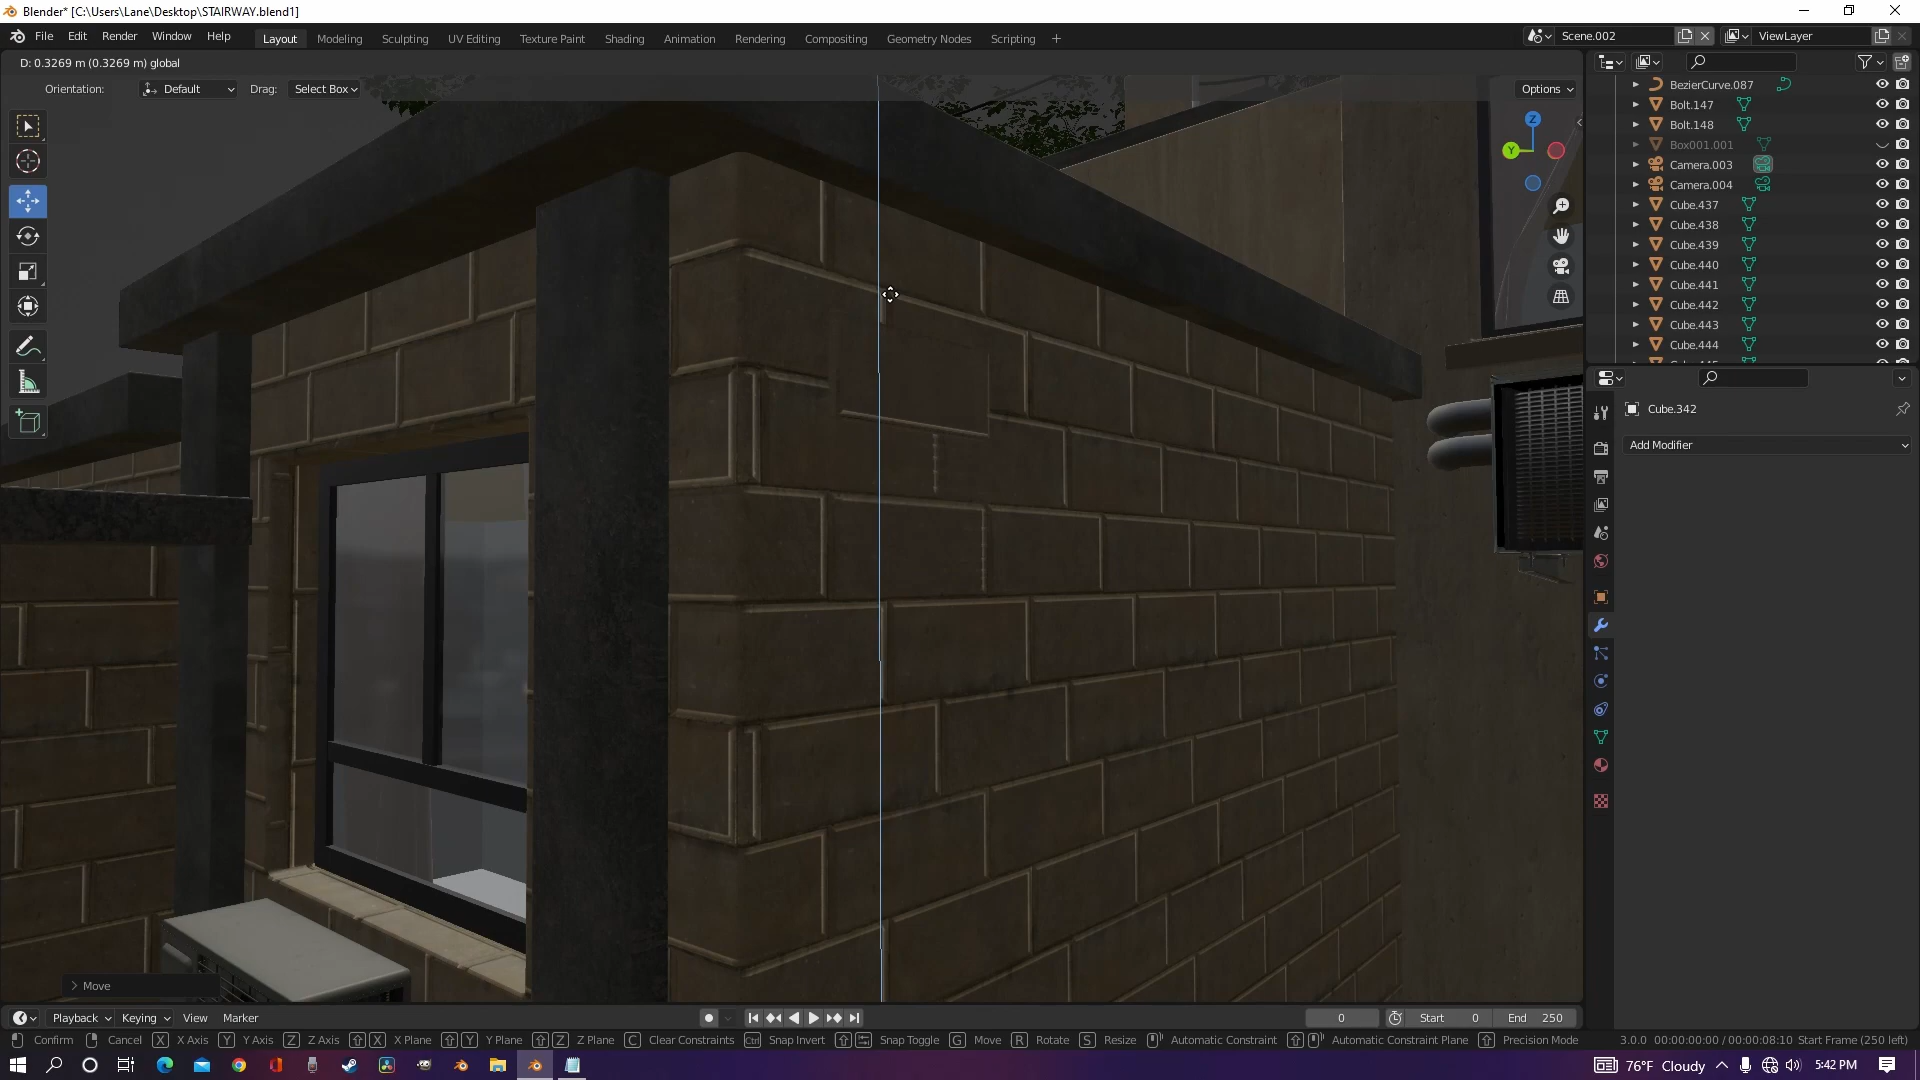 Blender* [C:\Users\Lane\Desktop\STAIRWAY.blend1]
File Edit Render Window Help Layout Modeling Sculpting UV Editing Texture Paint Shading Animation Rendering Compositing Geometry Nodes Scripting + Scene.002 ViewLayer
D: 0.3269 m (0.3269 m) global
Orientation: Default Drag: Select Box Options
Z
Y
BezierCurve.087
Bolt.147
Bolt.148
Box001.001
Camera.003
Camera.004
Cube.437
Cube.438
Cube.439
Cube.440
Cube.441
Cube.442
Cube.443
Cube.444
Cube.342
Add Modifier
> Move
Playback Keying View Marker 0 Start 0 End 250
Confirm Cancel X X Axis Y Y Axis Z Z Axis X X Plane Y Y Plane Z Z Plane C Clear Constraints Ctrl Snap Invert Snap Toggle G Move R Rotate S Resize Automatic Constraint Automatic Constraint Plane Precision Mode 3.0.0 00:00:00:00 / 00:00:08:10 Start Frame (250 left)
76°F Cloudy 5:42 PM